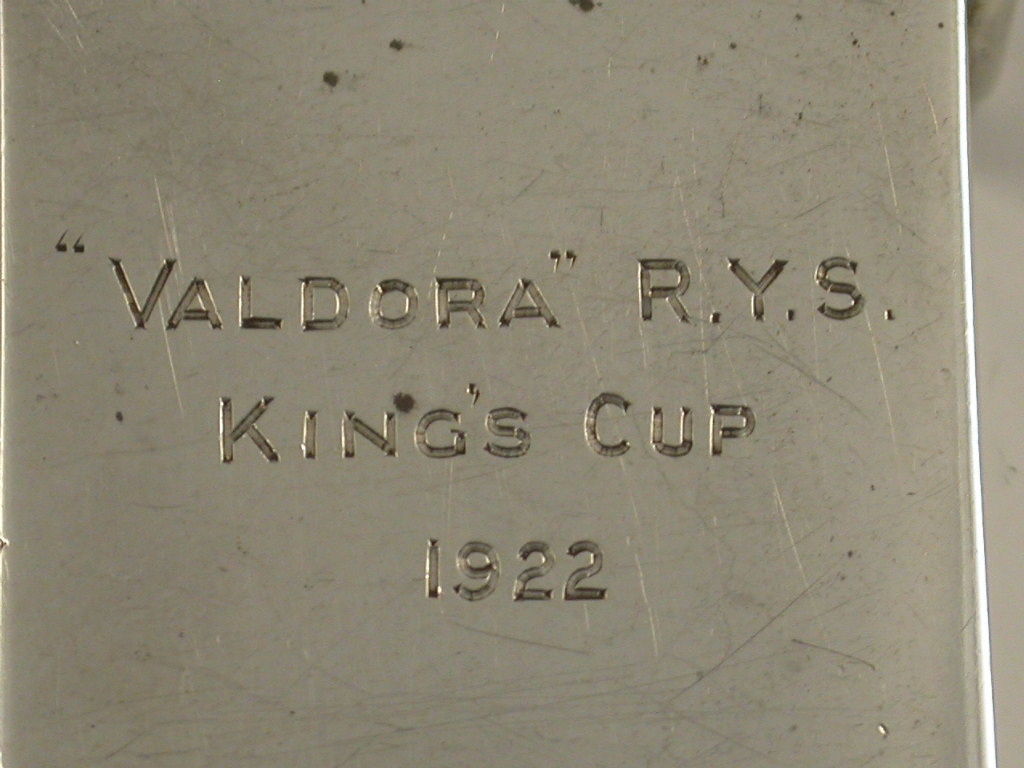 “VALDORA” R.Y.S.
KING'S CUP
1922